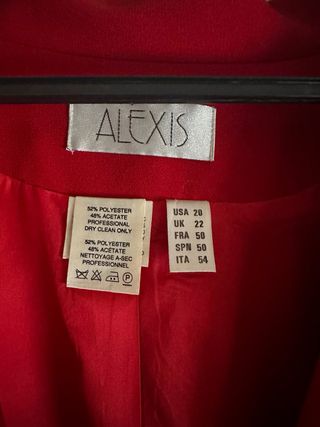 ALEXIS
52% POLYESTER
48% ACETATE
PROFESSIONAL
DRY CLEAN ONLY
52% POLYESTER
48% ACÉTATE
NETTOYAGE A-SEC
PROFESSIONNEL
P
USA 20
UK 22
FRA 50
SPN 50
ITA 54